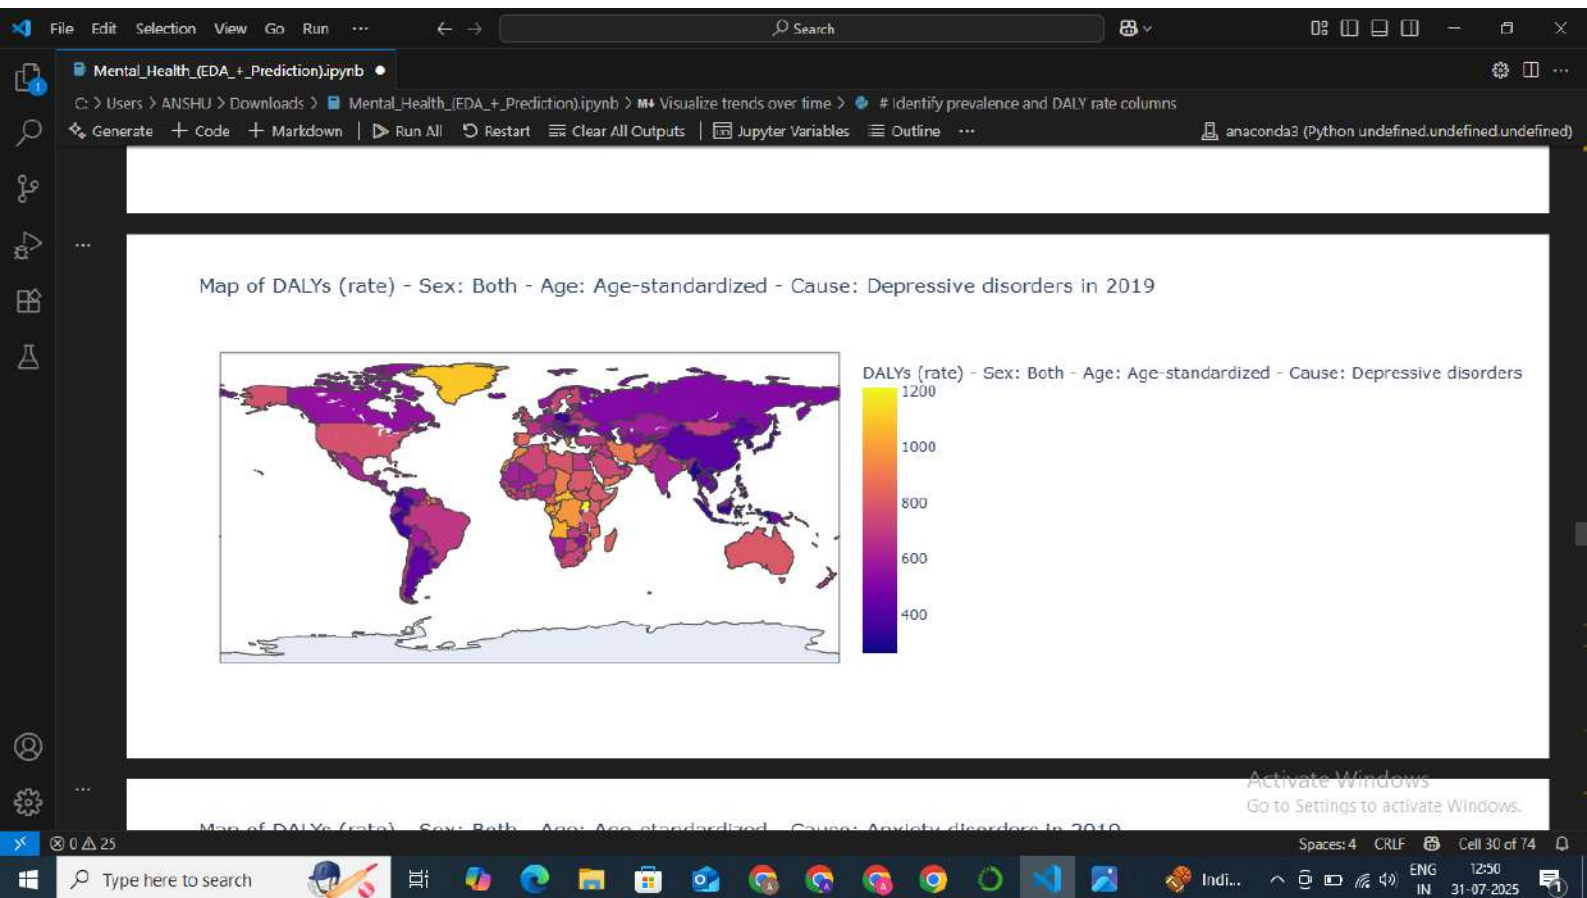 File Edit Selection View Go Run ··· Search
Mental_Health_(EDA_+_Prediction).ipynb
C: > Users > ANSHU > Downloads > Mental_Health_(EDA_+_Prediction).ipynb > M↓ Visualize trends over time > # Identify prevalence and DALY rate columns
Generate + Code + Markdown | Run All Restart Clear All Outputs | Jupyter Variables Outline ··· anaconda3 (Python undefined.undefined.undefined)
Map of DALYs (rate) - Sex: Both - Age: Age-standardized - Cause: Depressive disorders in 2019
DALYs (rate) - Sex: Both - Age: Age-standardized - Cause: Depressive disorders
1200
1000
800
600
400
Activate Windows
Go to Settings to activate Windows.
Map of DALYs (rate) - Sex: Both - Age: Age-standardized - Cause: Anxiety disorders in 2019
0 25 Spaces: 4 CRLF Cell 30 of 74
Type here to search Indi... ENG 12:50
IN 31-07-2025
1